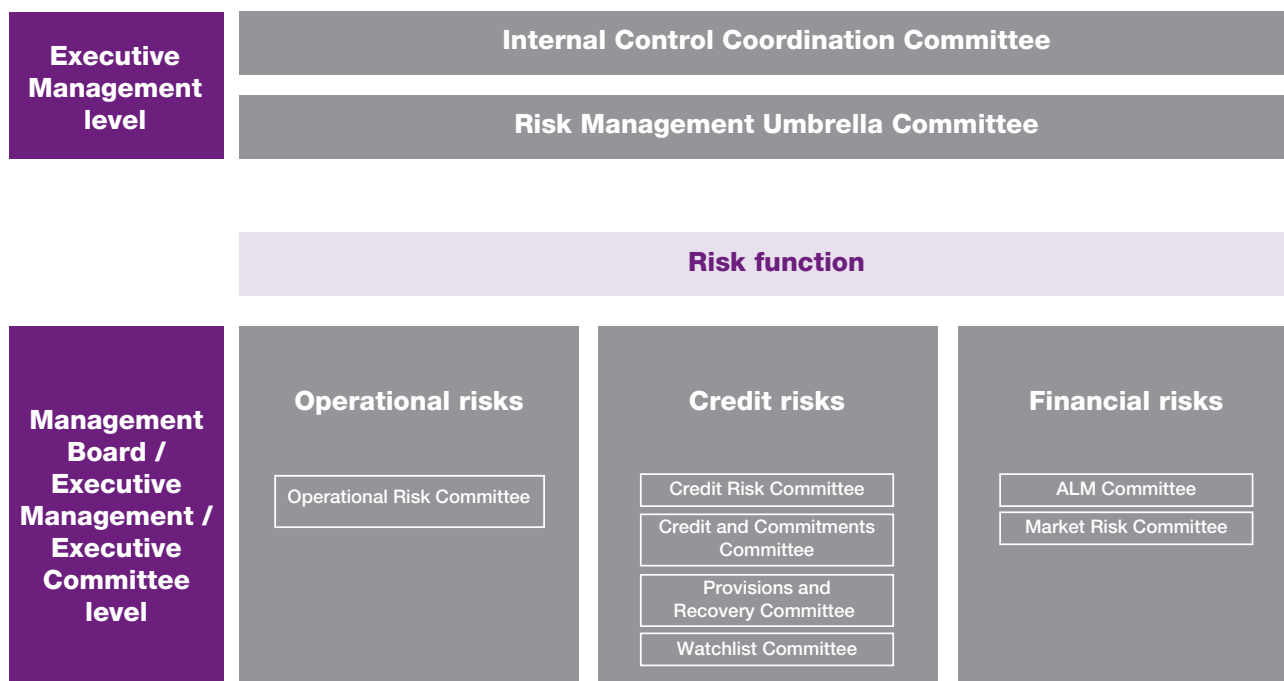 Executive
Management
level
Internal Control Coordination Committee
Risk Management Umbrella Committee
Risk function
Management
Board /
Executive
Management /
Executive
Committee
level
Operational risks
Operational Risk Committee
Credit risks
Credit Risk Committee
Credit and Commitments
Committee
Provisions and
Recovery Committee
Watchlist Committee
Financial risks
ALM Committee
Market Risk Committee